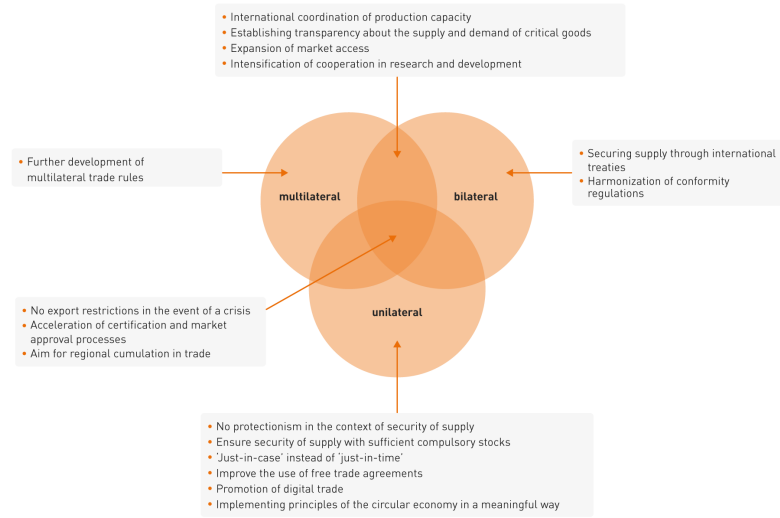 • International coordination of production capacity
• Establishing transparency about the supply and demand of critical goods
• Expansion of market access
• Intensification of cooperation in research and development
• Further development of
multilateral trade rules
• Securing supply through international
treaties
• Harmonization of conformity
regulations
multilateral
bilateral
• No export restrictions in the event of a crisis
• Acceleration of certification and market
approval processes
• Aim for regional cumulation in trade
unilateral
• No protectionism in the context of security of supply
• Ensure security of supply with sufficient compulsory stocks
• ‘Just-in-case’ instead of ‘just-in-time’
• Improve the use of free trade agreements
• Promotion of digital trade
• Implementing principles of the circular economy in a meaningful way